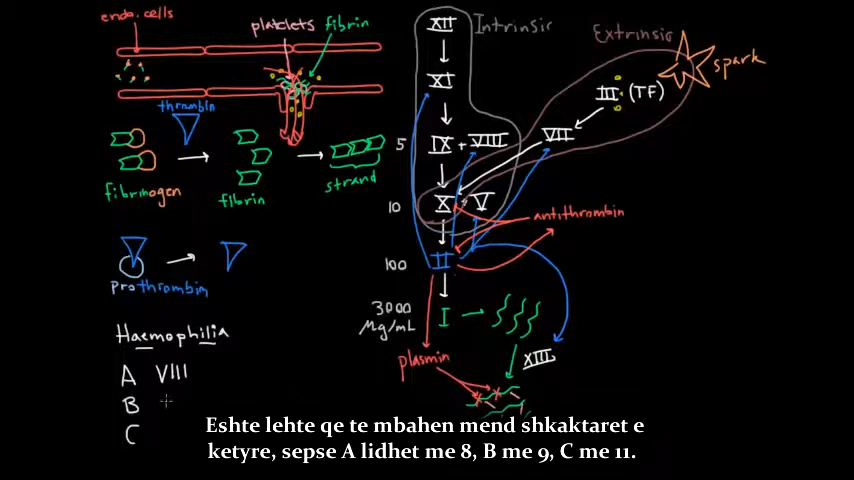 endo. cells
platelets fibrin
thrombin
fibrinogen
fibrin
strand
prothrombin
Haemophilia
A VIII
B
C
XII Intrinsic
XI
5 IX + VIII
10 X + V
100 II
3000 I
µg/mL
XIII
plasmin
Extrinsic
spark
III (TF)
VII
antithrombin
Eshte lehte qe te mbahen mend shkaktaret e
ketyre, sepse A lidhet me 8, B me 9, C me 11.